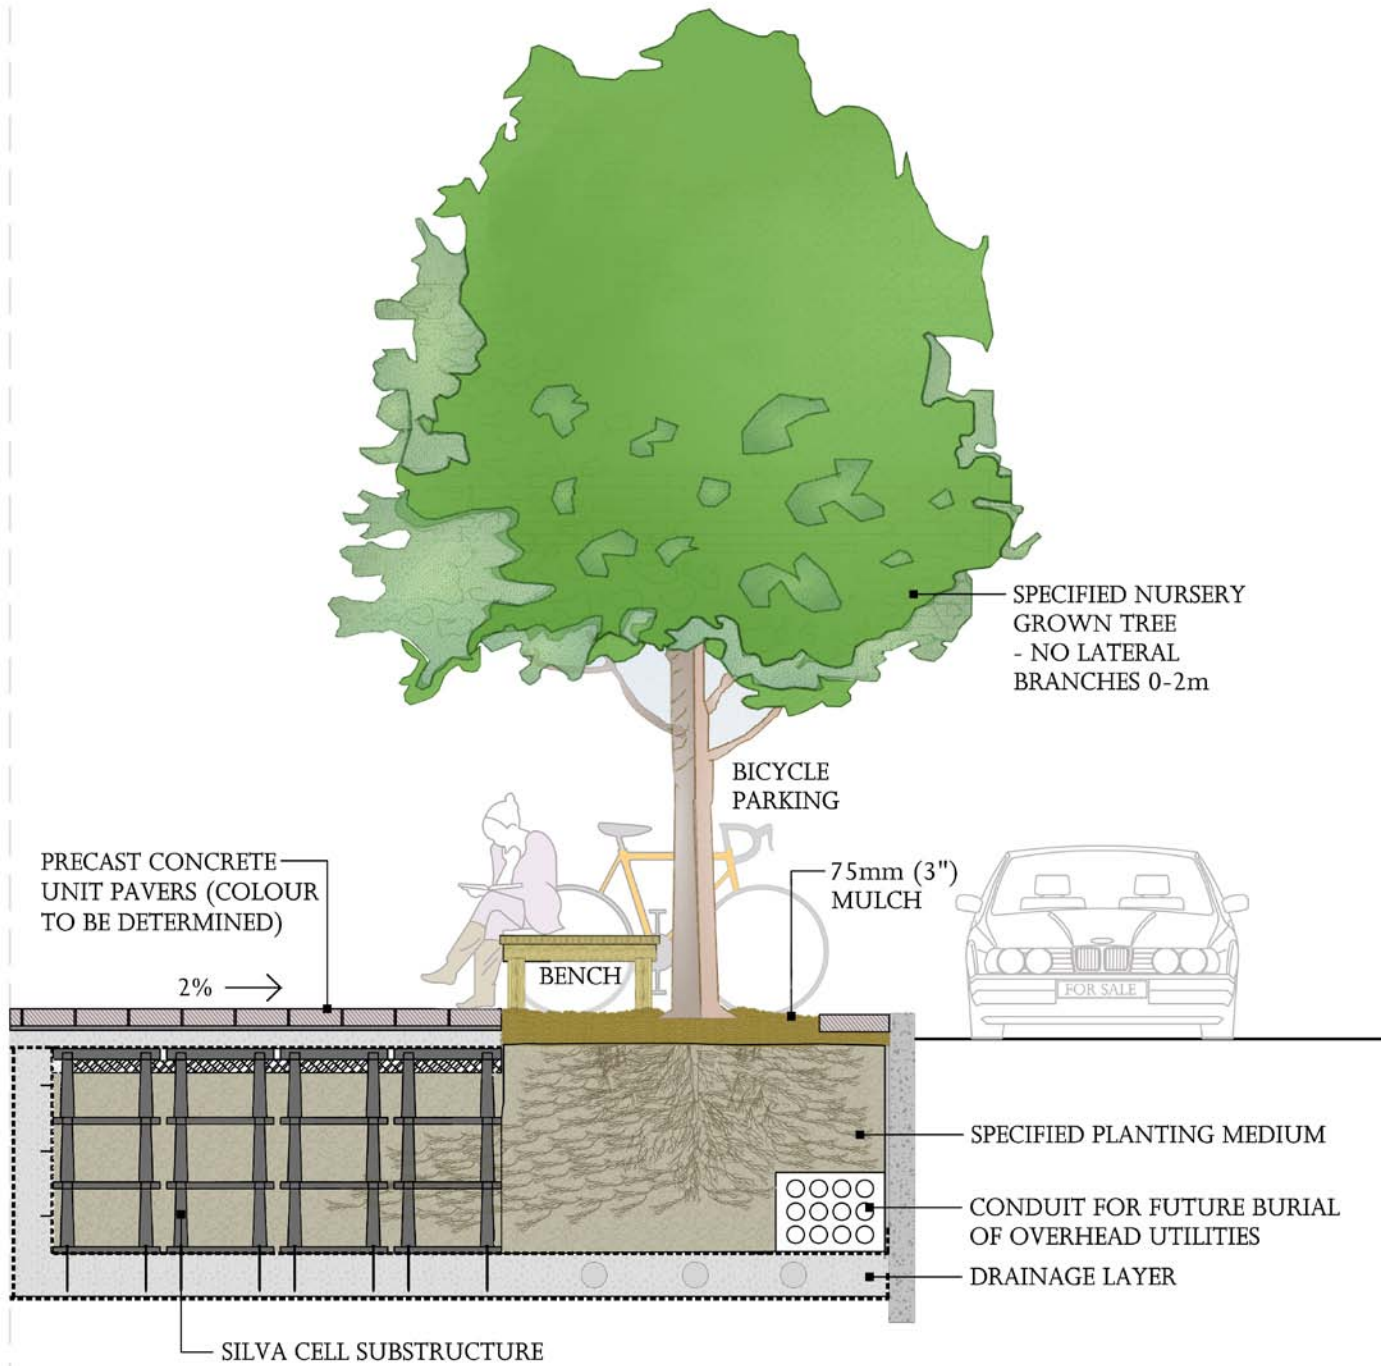 SPECIFIED NURSERY
GROWN TREE
- NO LATERAL
BRANCHES 0-2m
BICYCLE
PARKING
PRECAST CONCRETE
UNIT PAVERS (COLOUR
TO BE DETERMINED)
75mm (3")
MULCH
2%
BENCH
FOR SALE
SPECIFIED PLANTING MEDIUM
CONDUIT FOR FUTURE BURIAL
OF OVERHEAD UTILITIES
DRAINAGE LAYER
SILVA CELL SUBSTRUCTURE